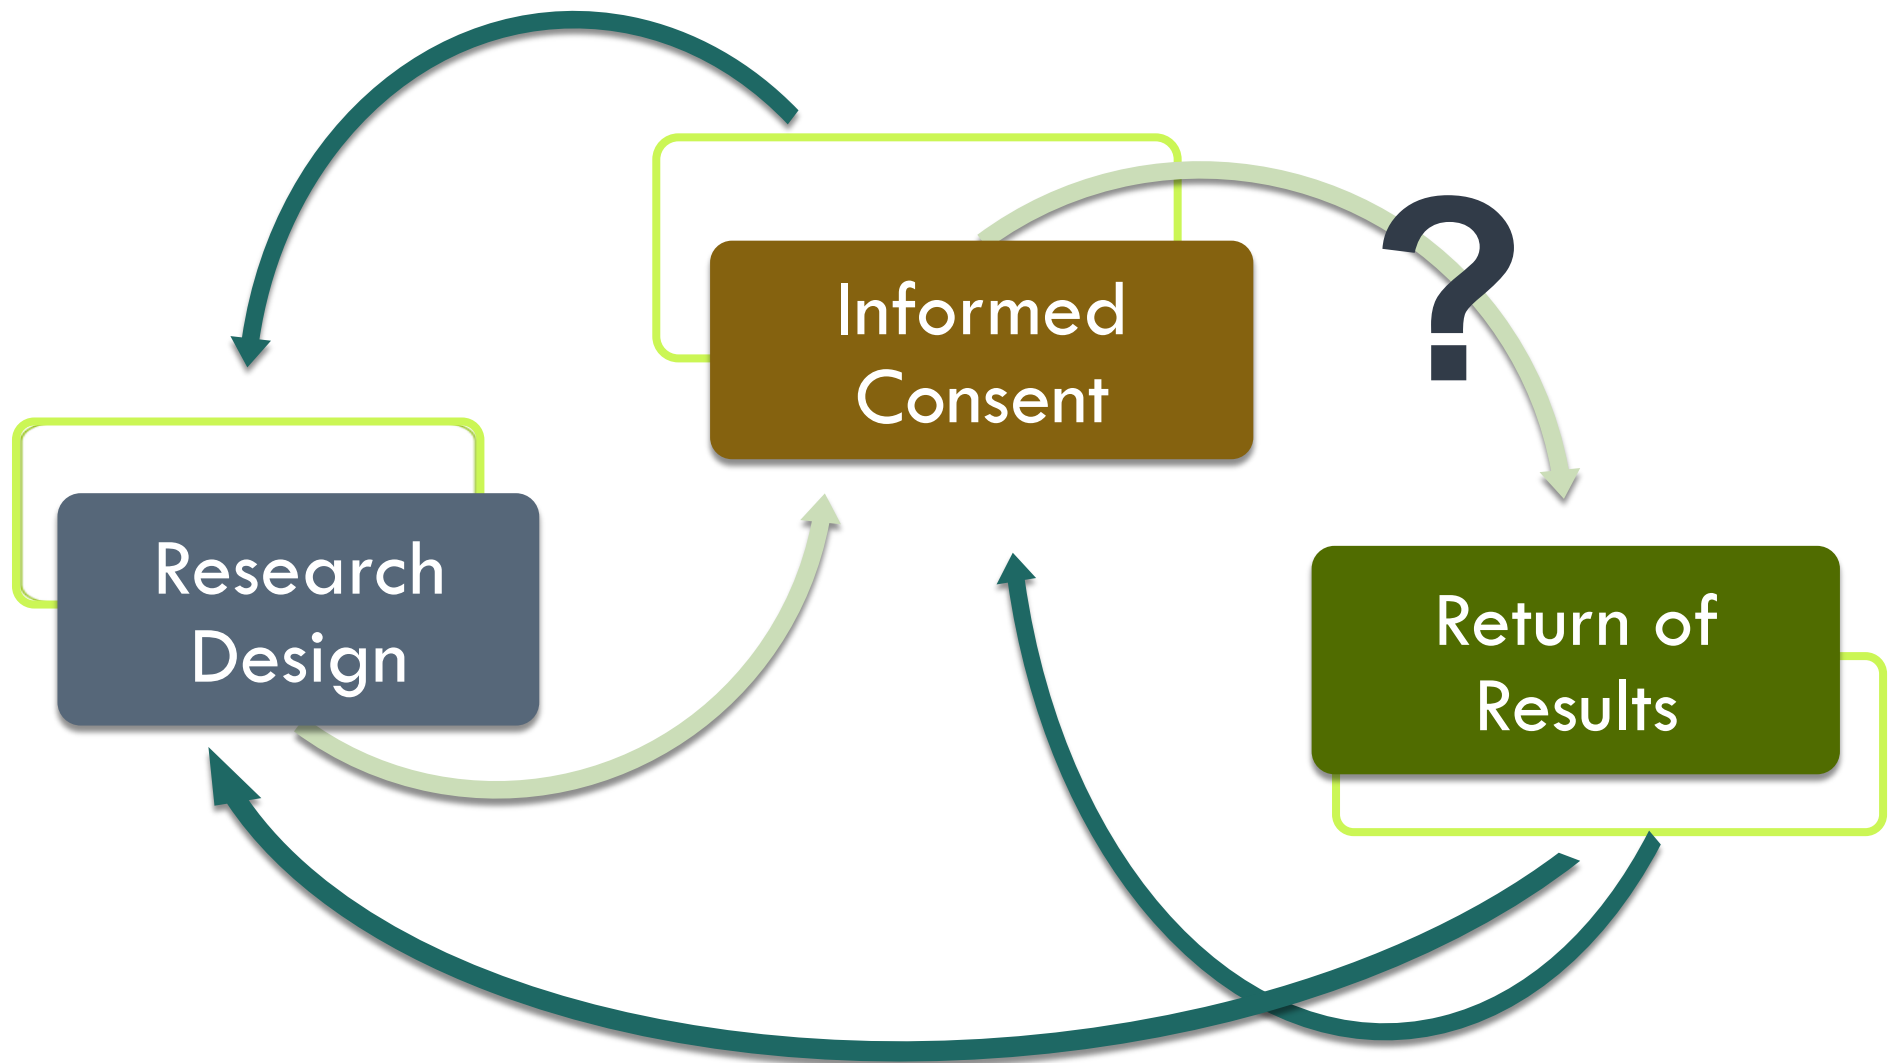 Informed
Consent
?
Research
Design
Return of
Results